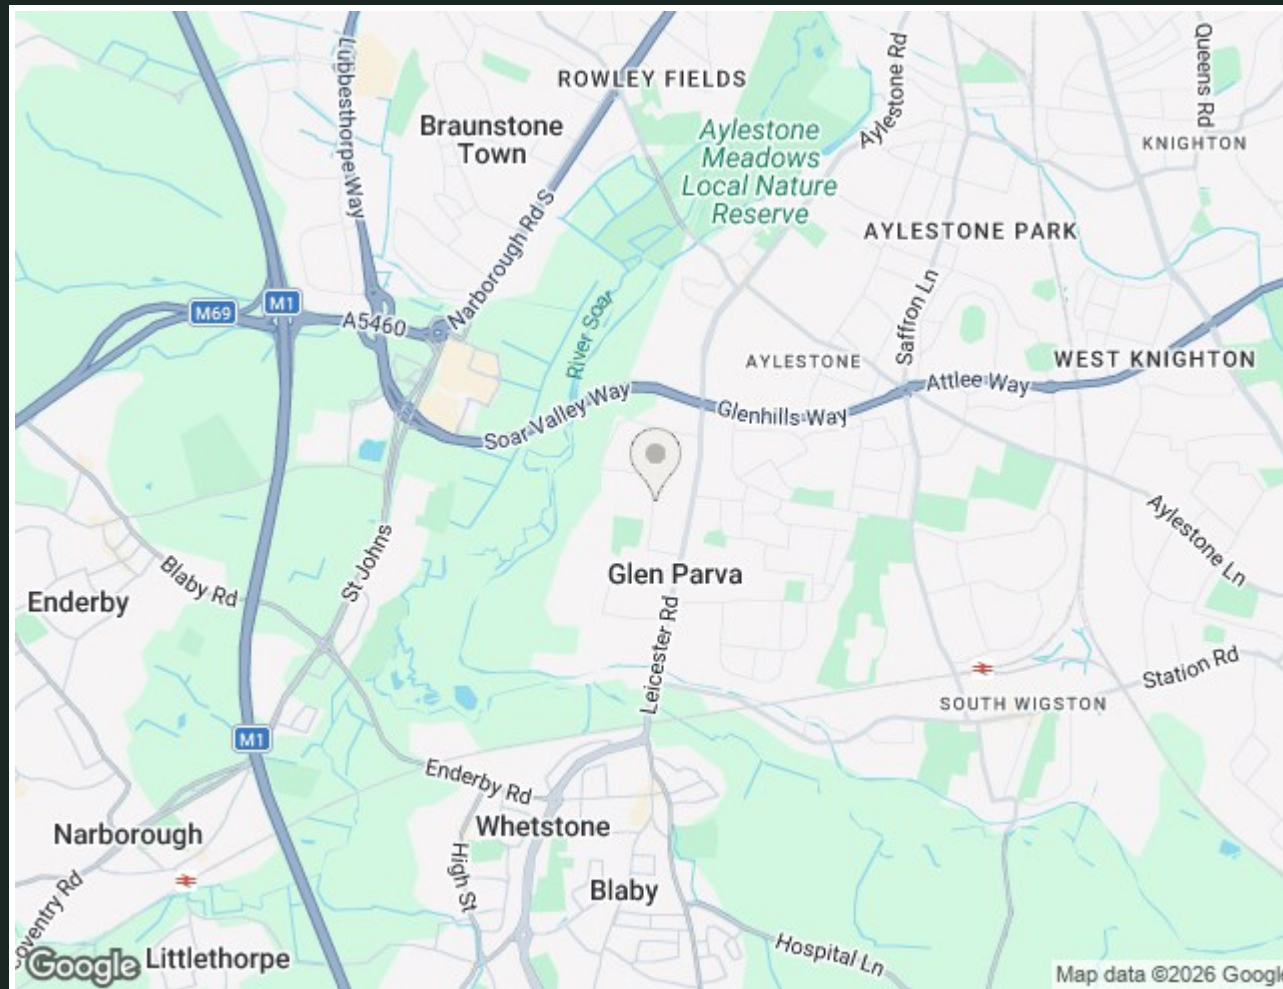 Lubbesthorpe Way
ROWLEY FIELDS
Aylestone Rd
Queens Rd
Braunstone
Town
Aylestone
Meadows
Local Nature
Reserve
KNIGHTON
Narborough Rd S
AYLESTONE PARK
M69
M1
A5460
River Soar
Saffron Ln
AYLESTONE
WEST KNIGHTON
Attlee Way
Soar Valley Way
Glenhills Way
Aylestone Ln
St Johns
Blaby Rd
Glen Parva
Enderby
Leicester Rd
Station Rd
SOUTH WIGSTON
M1
Enderby Rd
Whetstone
Narborough
High St
Blaby
Coventry Rd
Hospital Ln
Littlethorpe
Google
Map data ©2026 Google